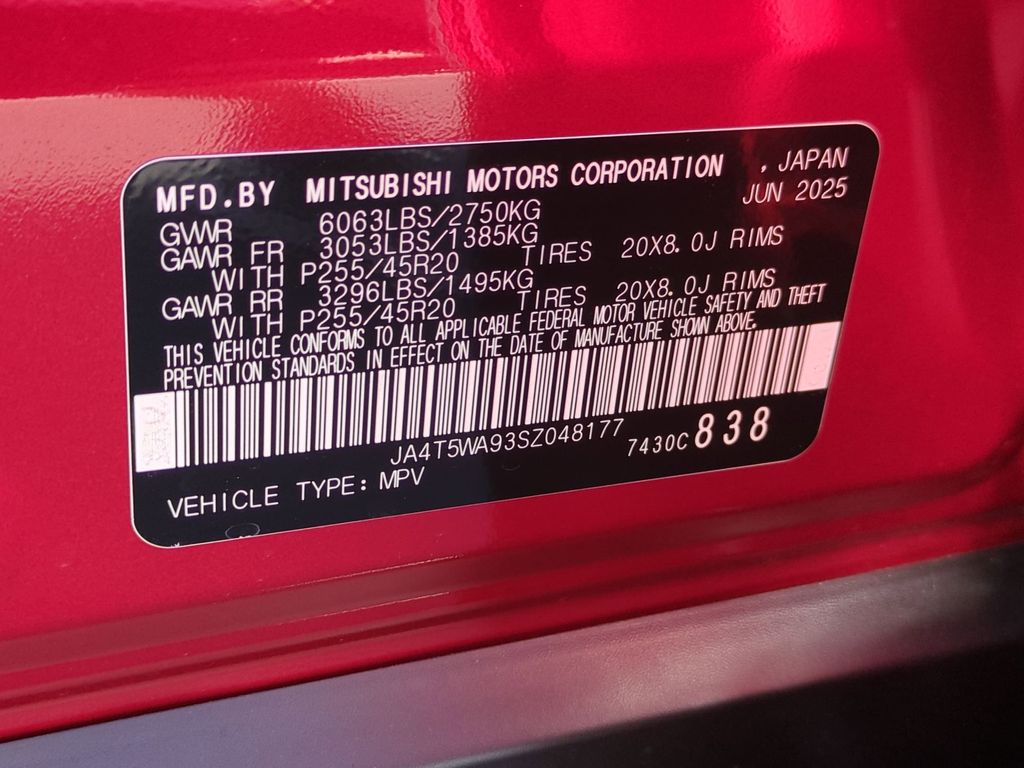 MFD.BY MITSUBISHI MOTORS CORPORATION , JAPAN
JUN 2025
GVWR 6063LBS/2750KG
GAWR FR 3053LBS/1385KG
WITH P255/45R20 TIRES 20X8.0J RIMS
GAWR RR 3296LBS/1495KG
WITH P255/45R20 TIRES 20X8.0J RIMS
THIS VEHICLE CONFORMS TO ALL APPLICABLE FEDERAL MOTOR VEHICLE SAFETY AND THEFT
PREVENTION STANDARDS IN EFFECT ON THE DATE OF MANUFACTURE SHOWN ABOVE.
JA4T5WA93SZ048177
7430C838
VEHICLE TYPE: MPV